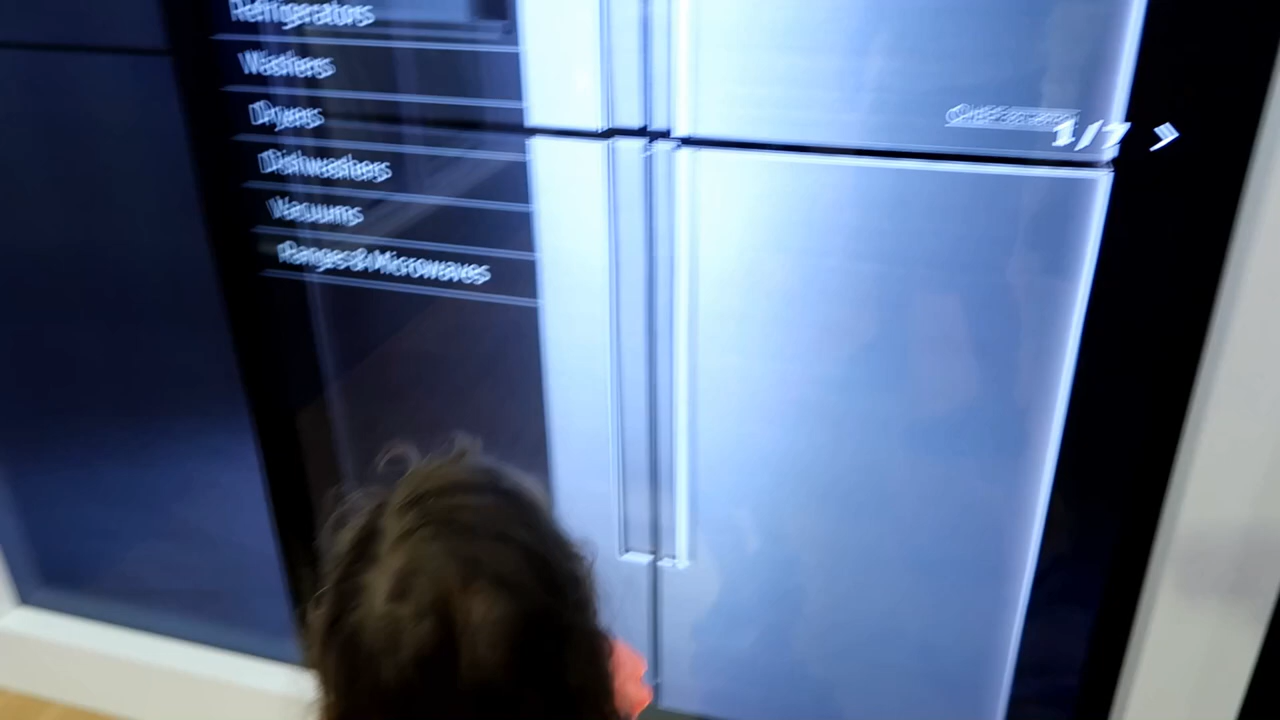 Refrigerators
Washers
Dryers
Dishwashers
Vacuums
Ranges & Microwaves
1/7 >